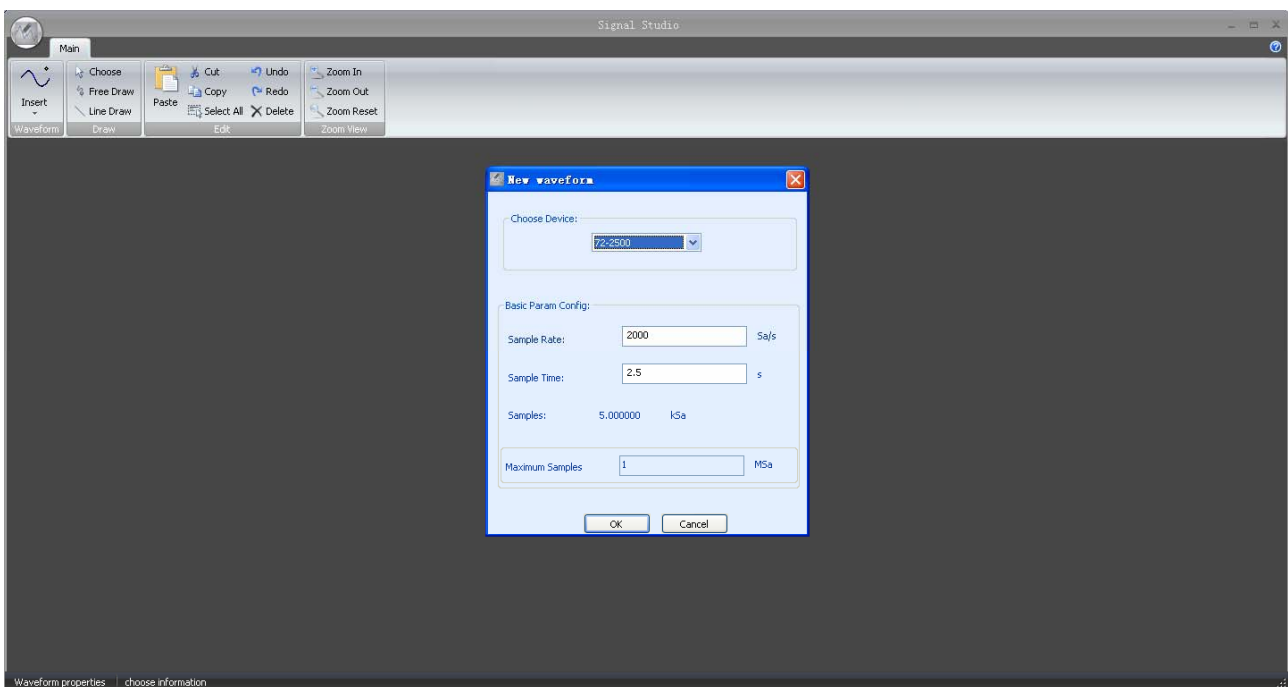 Signal Studio
Main
Insert
Choose
Free Draw
Line Draw
Paste
Cut
Copy
Select All
Undo
Redo
Delete
Zoom In
Zoom Out
Zoom Reset
Waveform
Draw
Edit
Zoom View
New waveform
Choose Device:
72-2500
Basic Param Config:
Sample Rate: 2000 Sa/s
Sample Time: 2.5 s
Samples: 5.000000 kSa
Maximum Samples 1 MSa
OK Cancel
Waveform properties choose information